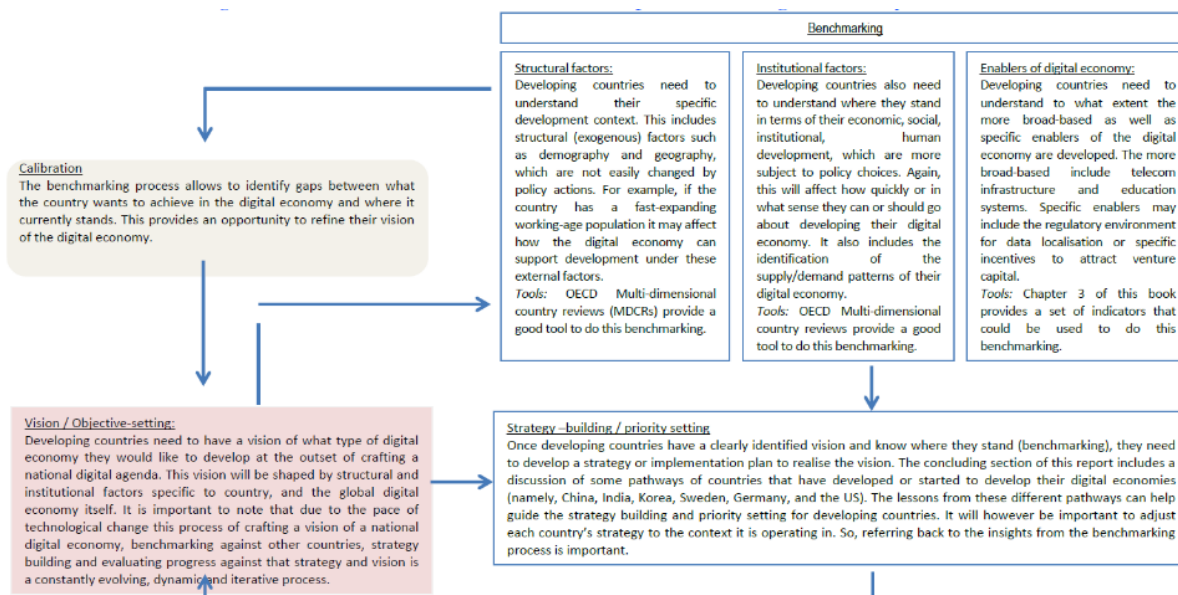 Benchmarking
Structural factors:
Developing countries need to
understand their specific
development context. This includes
structural (exogenous) factors such
as demography and geography,
which are not easily changed by
policy actions. For example, if the
country has a fast-expanding
working-age population it may affect
how the digital economy can
support development under these
external factors.
Tools: OECD Multi-dimensional
country reviews (MDCRs) provide a
good tool to do this benchmarking.
Institutional factors:
Developing countries also need
to understand where they stand
in terms of their economic, social,
institutional, human
development, which are more
subject to policy choices. Again,
this will affect how quickly or in
what sense they can or should go
about developing their digital
economy. It also includes the
identification of the
supply/demand patterns of their
digital economy.
Tools: OECD Multi-dimensional
country reviews provide a good
tool to do this benchmarking.
Enablers of digital economy:
Developing countries need to
understand to what extent the
more broad-based as well as
specific enablers of the digital
economy are developed. The more
broad-based include telecom
infrastructure and education
systems. Specific enablers may
include the regulatory environment
for data localisation or specific
incentives to attract venture
capital.
Tools: Chapter 3 of this book
provides a set of indicators that
could be used to do this
benchmarking.
Calibration
The benchmarking process allows to identify gaps between what
the country wants to achieve in the digital economy and where it
currently stands. This provides an opportunity to refine their vision
of the digital economy.
Vision / Objective-setting:
Developing countries need to have a vision of what type of digital
economy they would like to develop at the outset of crafting a
national digital agenda. This vision will be shaped by structural and
institutional factors specific to country, and the global digital
economy itself. It is important to note that due to the pace of
technological change this process of crafting a vision of a national
digital economy, benchmarking against other countries, strategy
building and evaluating progress against that strategy and vision is
a constantly evolving, dynamic and iterative process.
Strategy –building / priority setting
Once developing countries have a clearly identified vision and know where they stand (benchmarking), they need
to develop a strategy or implementation plan to realise the vision. The concluding section of this report includes a
discussion of some pathways of countries that have developed or started to develop their digital economies
(namely, China, India, Korea, Sweden, Germany, and the US). The lessons from these different pathways can help
guide the strategy building and priority setting for developing countries. It will however be important to adjust
each country's strategy to the context it is operating in. So, referring back to the insights from the benchmarking
process is important.